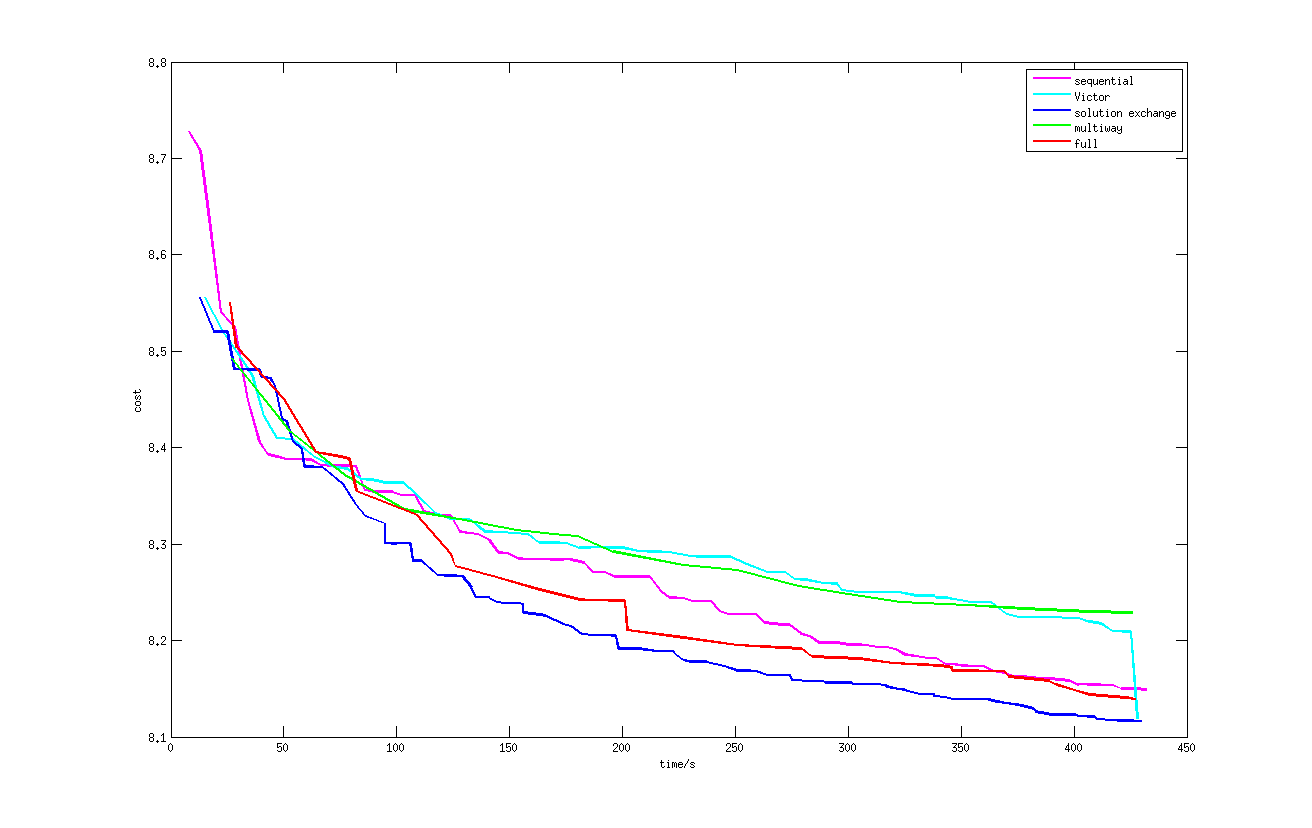 8.8
8.7
8.6
8.5
8.4
8.3
8.2
8.1
cost
0 50 100 150 200 250 300 350 400 450
time/s
sequential
Victor
solution exchange
multiway
full